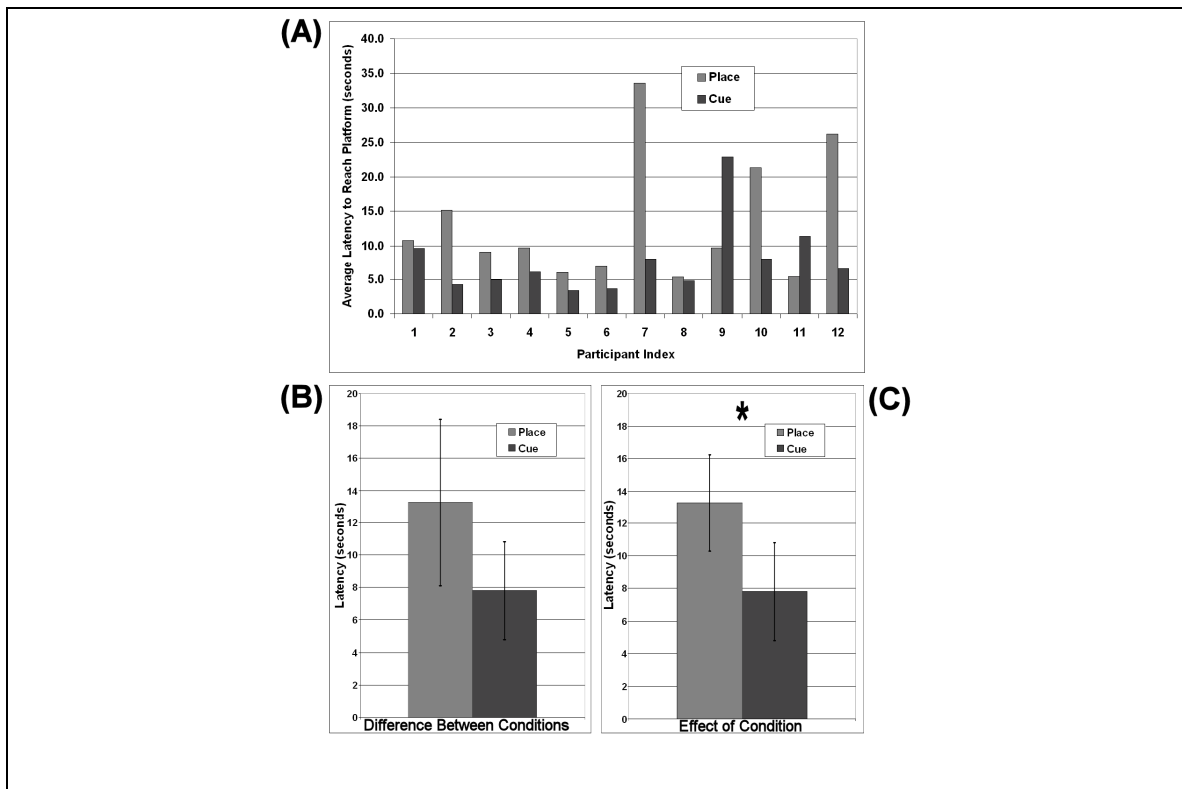 (A)
Average Latency to Reach Platform (seconds)
40.0
35.0
30.0
25.0
20.0
15.0
10.0
5.0
0.0
Place
Cue
1 2 3 4 5 6 7 8 9 10 11 12
Participant Index
(B)
Latency (seconds)
20
18
16
14
12
10
8
6
4
2
0
Place
Cue
Difference Between Conditions
(C)
Latency (seconds)
20
18
16
14
12
10
8
6
4
2
0
*
Place
Cue
Effect of Condition